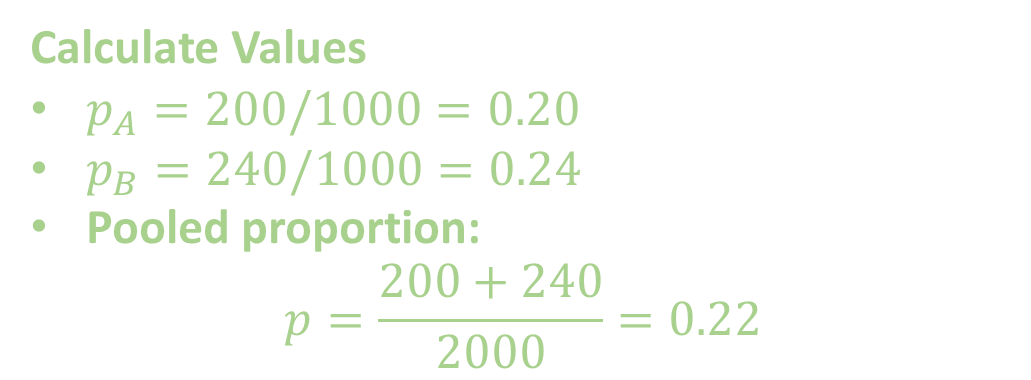 Calculate Values
• p_A = 200/1000 = 0.20
• p_B = 240/1000 = 0.24
• Pooled proportion:
p = (200 + 240)/2000 = 0.22